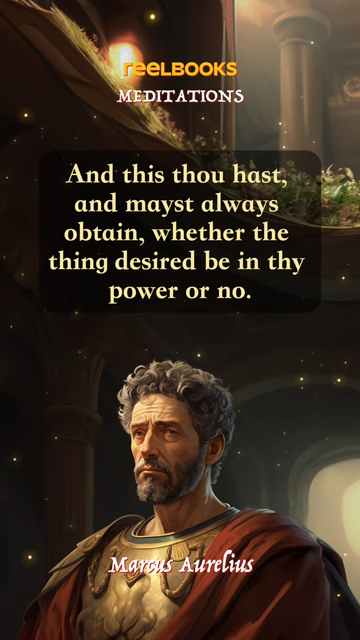 reelBOOKS
MEDITATIONS
And this thou hast,
and mayst always
obtain, whether the
thing desired be in thy
power or no.
Marcus Aurelius